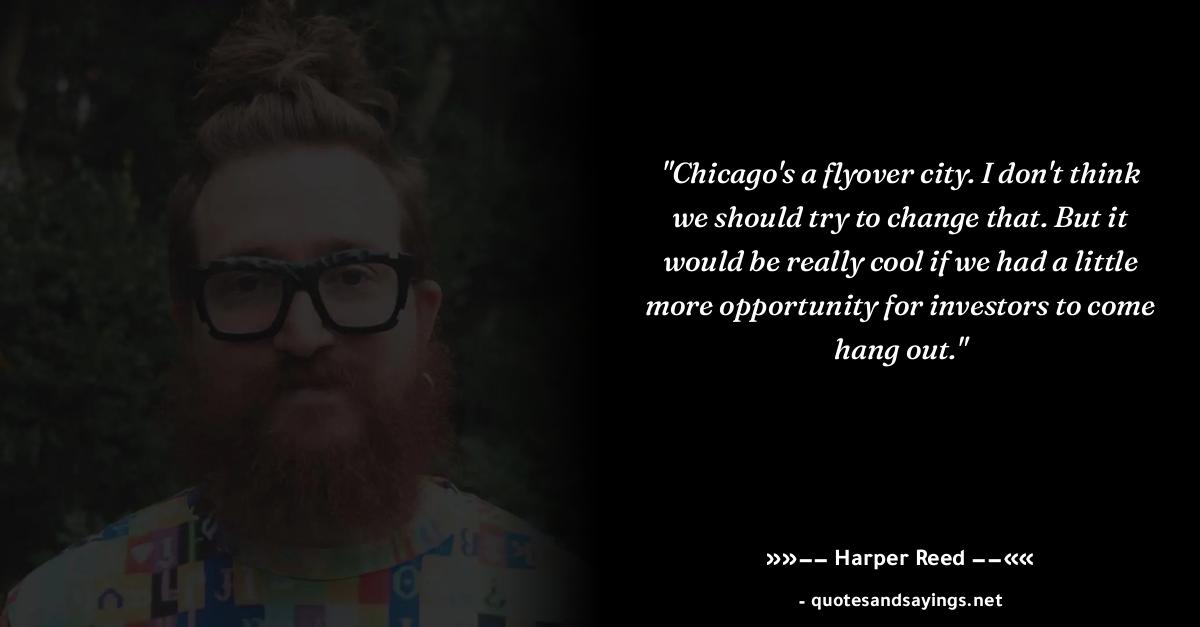 "Chicago's a flyover city. I don't think
we should try to change that. But it
would be really cool if we had a little
more opportunity for investors to come
hang out."
»»−− Harper Reed −−««
- quotesandsayings.net